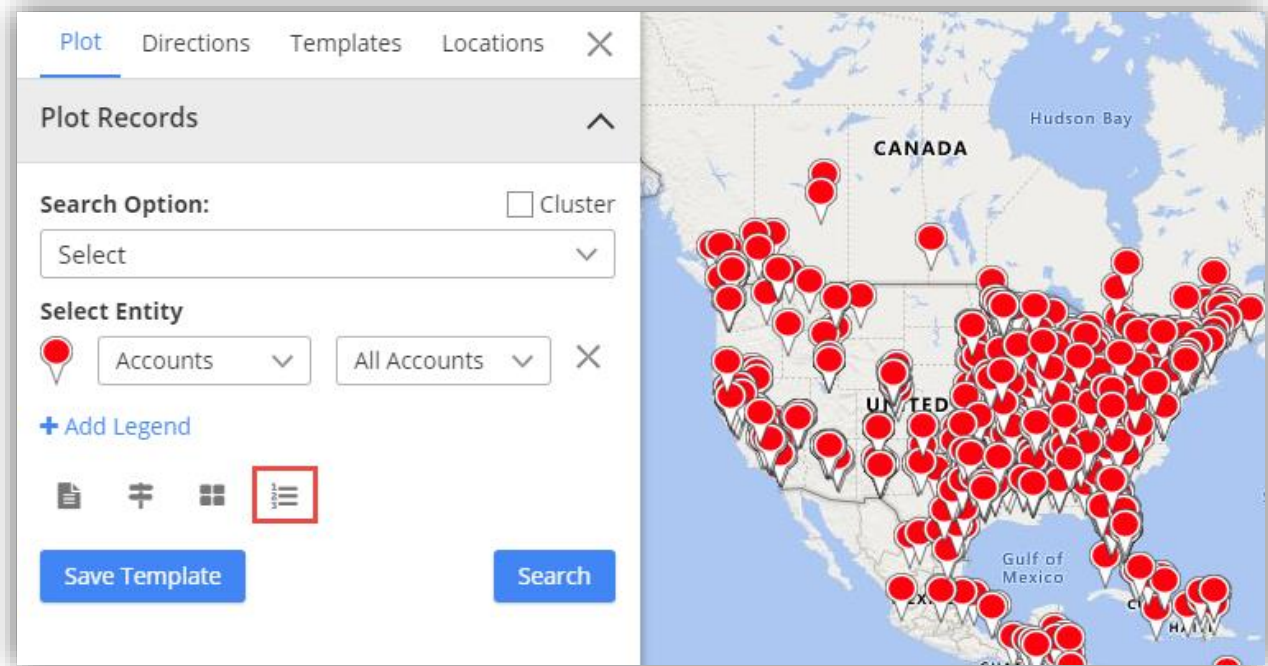 Plot Directions Templates Locations
Plot Records
Search Option: Cluster
Select
Select Entity
Accounts All Accounts
+ Add Legend
Save Template Search
Hudson Bay
CANADA
UNITED
Gulf of
Mexico